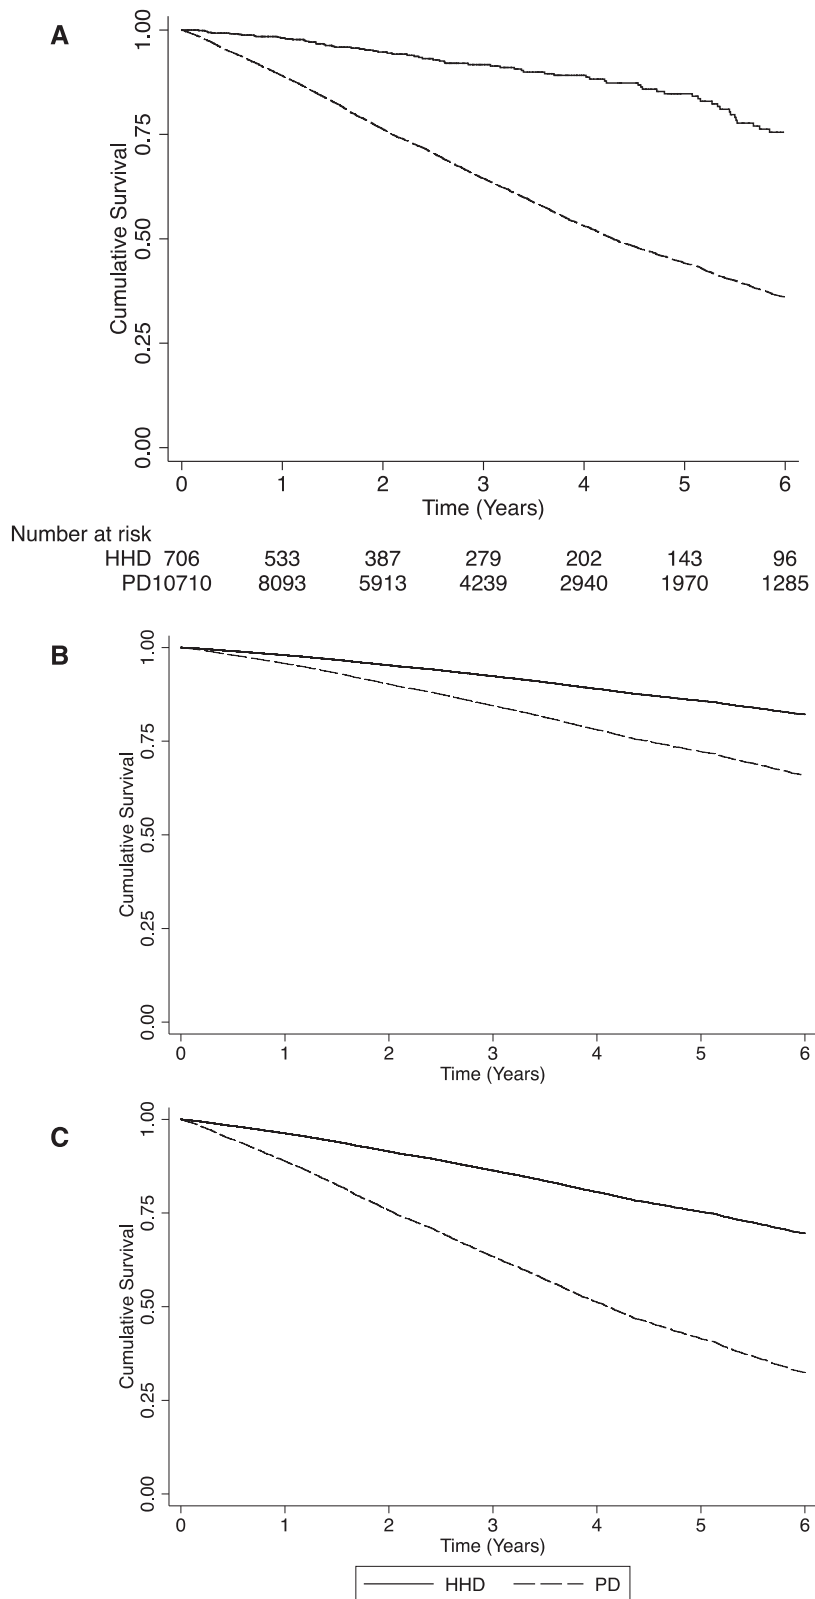 A
Cumulative Survival
1.00
0.75
0.50
0.25
0.00
0 1 2 3 4 5 6
Time (Years)
Number at risk
HHD 706 533 387 279 202 143 96
PD10710 8093 5913 4239 2940 1970 1285
B
Cumulative Survival
1.00
0.75
0.50
0.25
0.00
0 1 2 3 4 5 6
Time (Years)
C
Cumulative Survival
1.00
0.75
0.50
0.25
0.00
0 1 2 3 4 5 6
Time (Years)
HHD PD